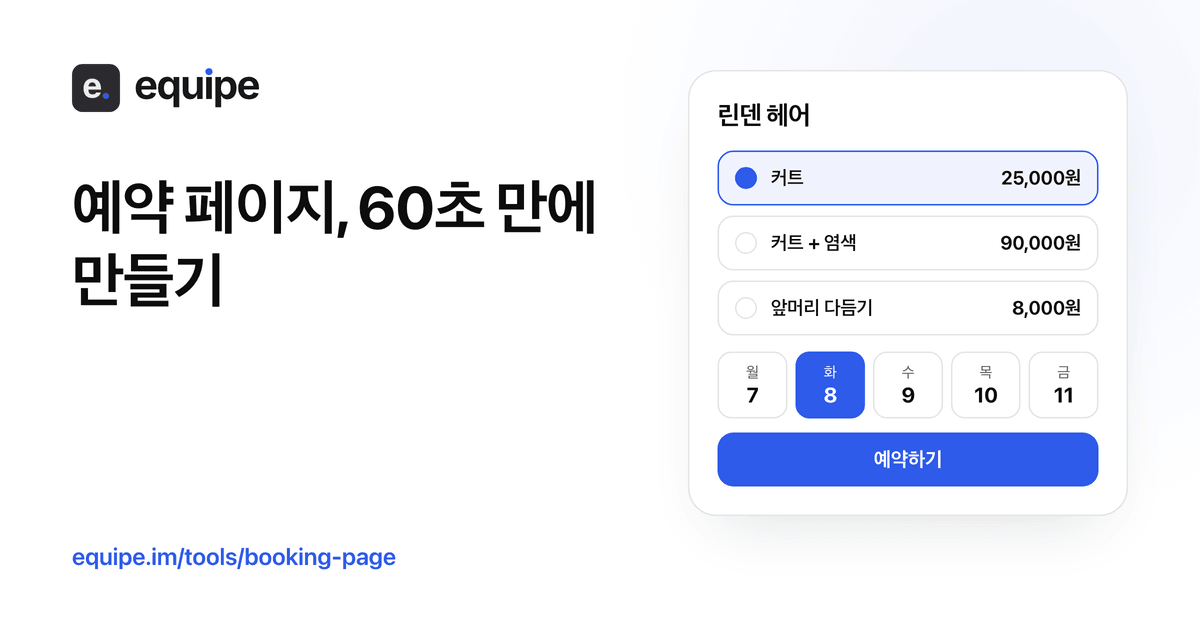 e.
equipe
예약 페이지, 60초 만에
만들기
equipe.im/tools/booking-page
린덴 헤어
커트 25,000원
커트 + 염색 90,000원
앞머리 다듬기 8,000원
월 화 수 목 금
7 8 9 10 11
예약하기